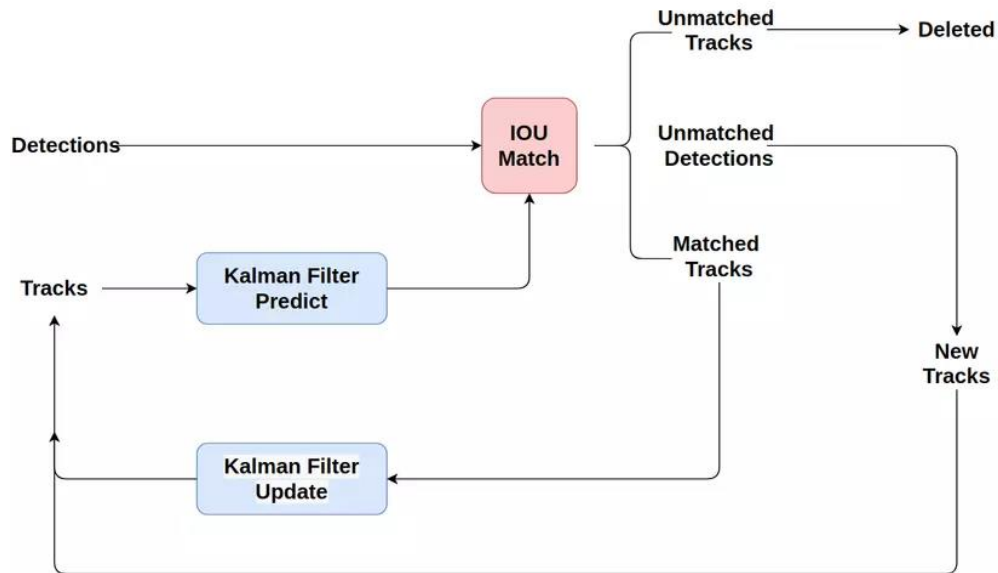 Unmatched
Tracks
Deleted
Detections
IOU
Match
Unmatched
Detections
Matched
Tracks
Tracks
Kalman Filter
Predict
New
Tracks
Kalman Filter
Update